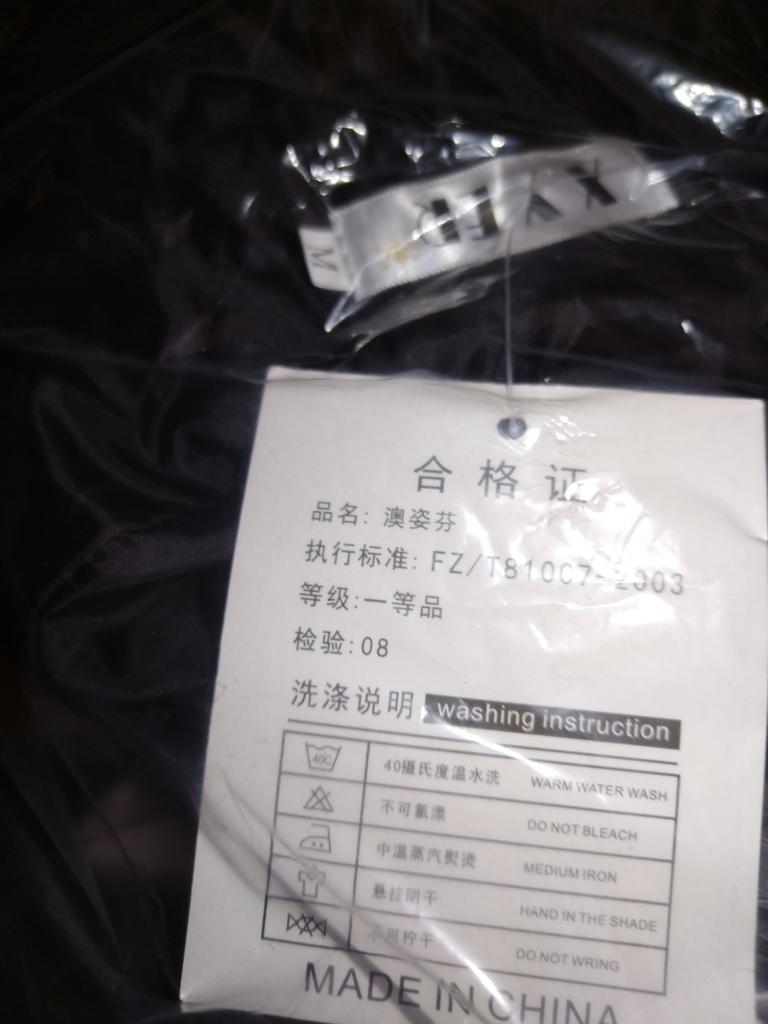 M
合格证
品名: 澳姿芬
执行标准: FZ/T81007-2003
等级:一等品
检验:08
洗涤说明 washing instruction
40C 40摄氏度温水洗 WARM WATER WASH
不可氯漂 DO NOT BLEACH
中温蒸汽熨烫 MEDIUM IRON
悬挂阴干 HAND IN THE SHADE
不可拧干 DO NOT WRING
MADE IN CHINA